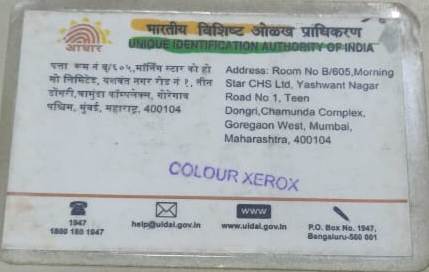 भारतीय विशिष्ट ओळख प्राधिकरण
UNIQUE IDENTIFICATION AUTHORITY OF INDIA
आधार
पत्ता रूम नं बृ/६०५,मॉर्निंग स्टार को हो
सो लिमिटेड, यशवंत नगर रोड नं १, तीन
डोंगरी,चामुंडा कॉम्प्लेक्स, गोरेगाव
पश्चिम, मुंबई, महाराष्ट्र, 400104
Address: Room No B/605,Morning
Star CHS Ltd, Yashwant Nagar
Road No 1, Teen
Dongri,Chamunda Complex,
Goregaon West, Mumbai,
Maharashtra, 400104
COLOUR XEROX
1947
1800 180 1947
help@uidai.gov.in
www
www.uidai.gov.in
P.O. Box No. 1947,
Bengaluru-560 001